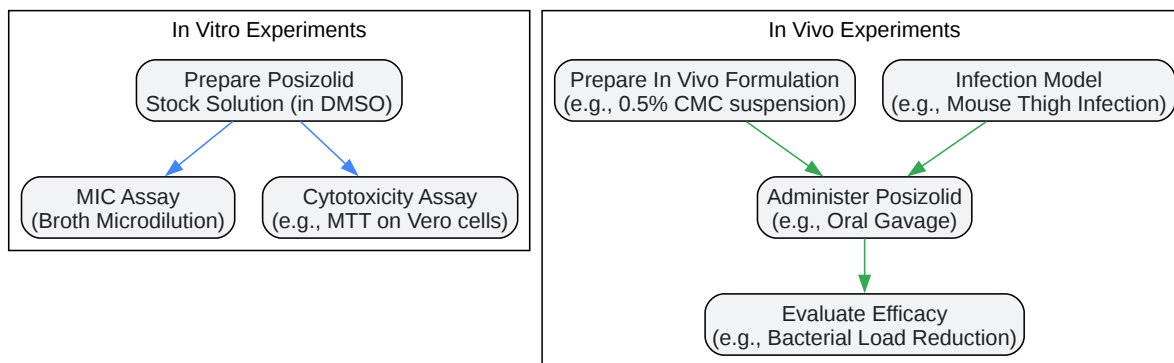 In Vitro Experiments
Prepare Posizolid
Stock Solution (in DMSO)
MIC Assay
(Broth Microdilution)
Cytotoxicity Assay
(e.g., MTT on Vero cells)
In Vivo Experiments
Prepare In Vivo Formulation
(e.g., 0.5% CMC suspension)
Infection Model
(e.g., Mouse Thigh Infection)
Administer Posizolid
(e.g., Oral Gavage)
Evaluate Efficacy
(e.g., Bacterial Load Reduction)